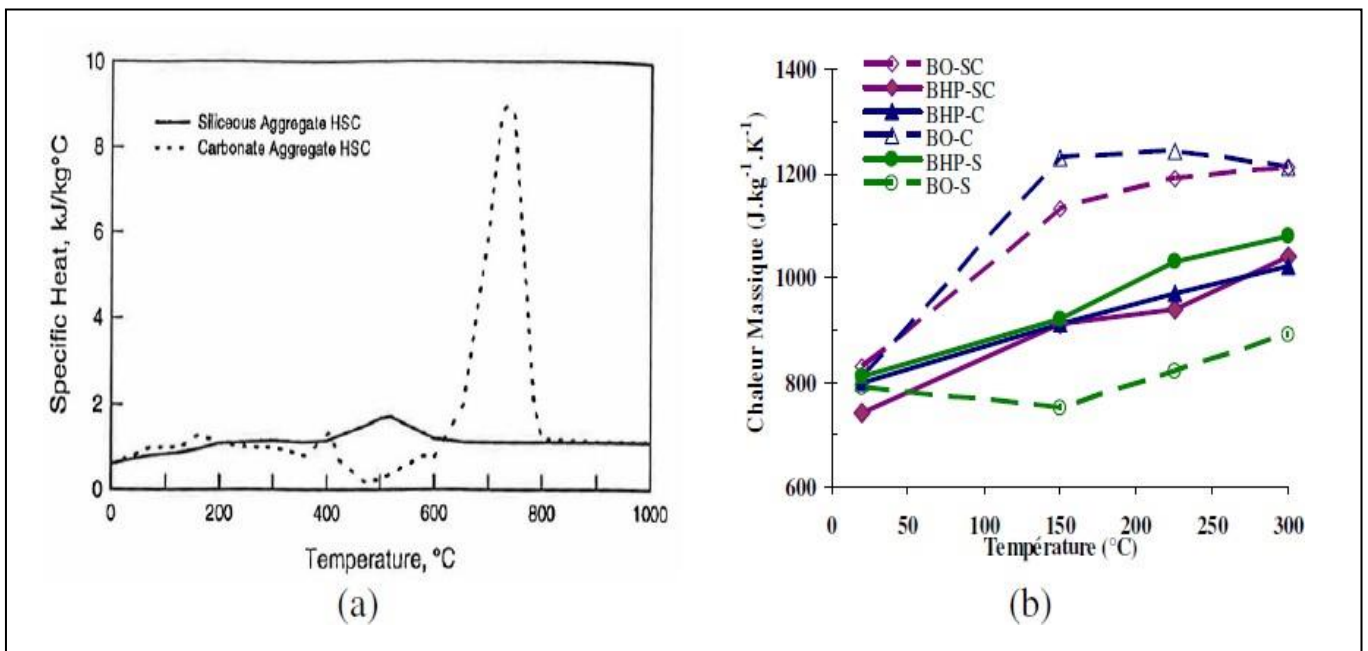 10
8
6
4
2
0
Specific Heat, kJ/kg°C
Siliceous Aggregate HSC
Carbonate Aggregate HSC
0 200 400 600 800 1000
Temperature, °C
(a)
1400
1200
1000
800
600
Chaleur Massique (J.kg⁻¹.K⁻¹)
BO-SC
BHP-SC
BHP-C
BO-C
BHP-S
BO-S
0 50 100 150 200 250 300
Température (°C)
(b)